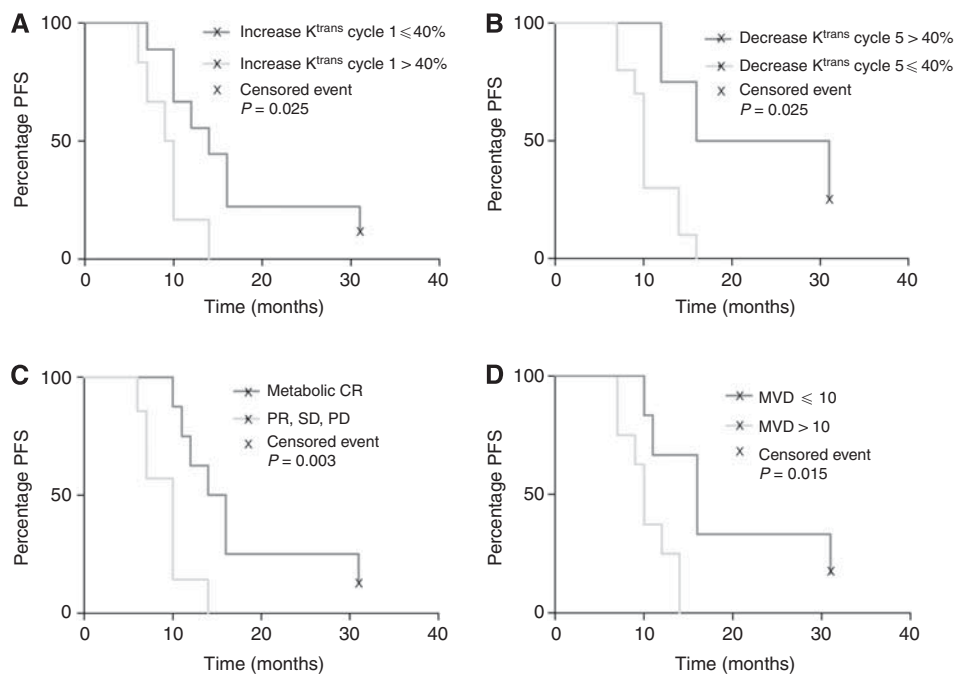 A
100
50
0
Percentage PFS
Increase Ktrans cycle 1 ⩽ 40%
Increase Ktrans cycle 1 > 40%
Censored event
P = 0.025
0 10 20 30 40
Time (months)
B
100
50
0
Percentage PFS
Decrease Ktrans cycle 5 > 40%
Decrease Ktrans cycle 5 ⩽ 40%
Censored event
P = 0.025
0 10 20 30 40
Time (months)
C
100
50
0
Percentage PFS
Metabolic CR
PR, SD, PD
Censored event
P = 0.003
0 10 20 30 40
Time (months)
D
100
50
0
Percentage PFS
MVD ⩽ 10
MVD > 10
Censored event
P = 0.015
0 10 20 30 40
Time (months)